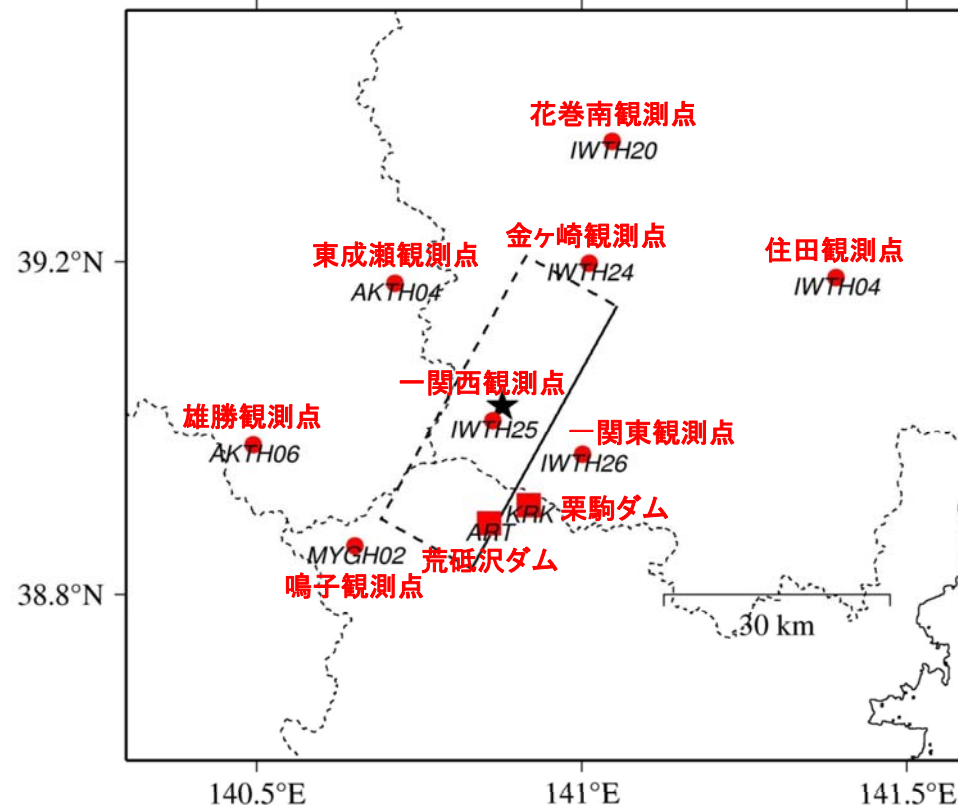 花巻南観測点
IWTH20
金ヶ崎観測点
IWTH24
東成瀬観測点
AKTH04
住田観測点
IWTH04
39.2°N
一関西観測点
IWTH25
雄勝観測点
AKTH06
一関東観測点
IWTH26
KRK
栗駒ダム
ART
荒砥沢ダム
MYGH02
鳴子観測点
38.8°N
30 km
140.5°E
141°E
141.5°E